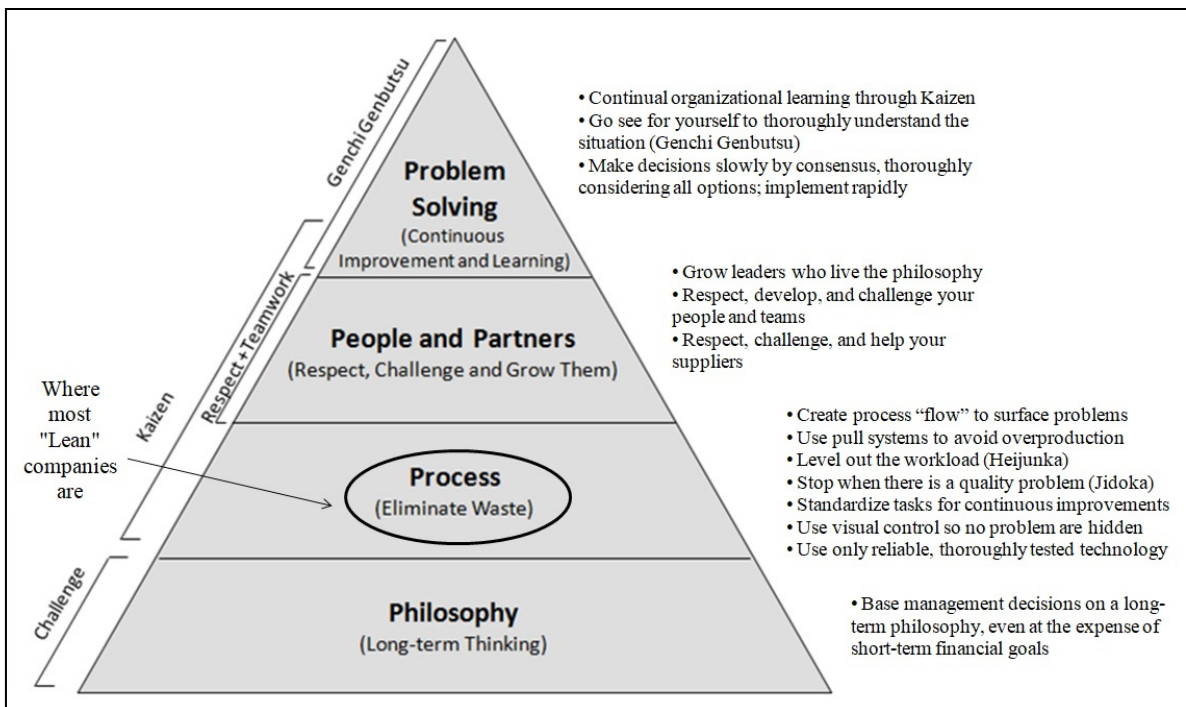 Genchi Genbutsu
• Continual organizational learning through Kaizen
• Go see for yourself to thoroughly understand the
situation (Genchi Genbutsu)
• Make decisions slowly by consensus, thoroughly
considering all options; implement rapidly
Problem
Solving
(Continuous
Improvement and Learning)
Respect +Teamwork
• Grow leaders who live the philosophy
• Respect, develop, and challenge your
people and teams
• Respect, challenge, and help your
suppliers
People and Partners
(Respect, Challenge and Grow Them)
Kaizen
Where
most
"Lean"
companies
are
Process
(Eliminate Waste)
• Create process “flow” to surface problems
• Use pull systems to avoid overproduction
• Level out the workload (Heijunka)
• Stop when there is a quality problem (Jidoka)
• Standardize tasks for continuous improvements
• Use visual control so no problem are hidden
• Use only reliable, thoroughly tested technology
Challenge
Philosophy
(Long-term Thinking)
• Base management decisions on a long-
term philosophy, even at the expense of
short-term financial goals